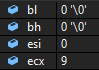 bl 0 '\0'
bh 0 '\0'
esi 0
ecx 9